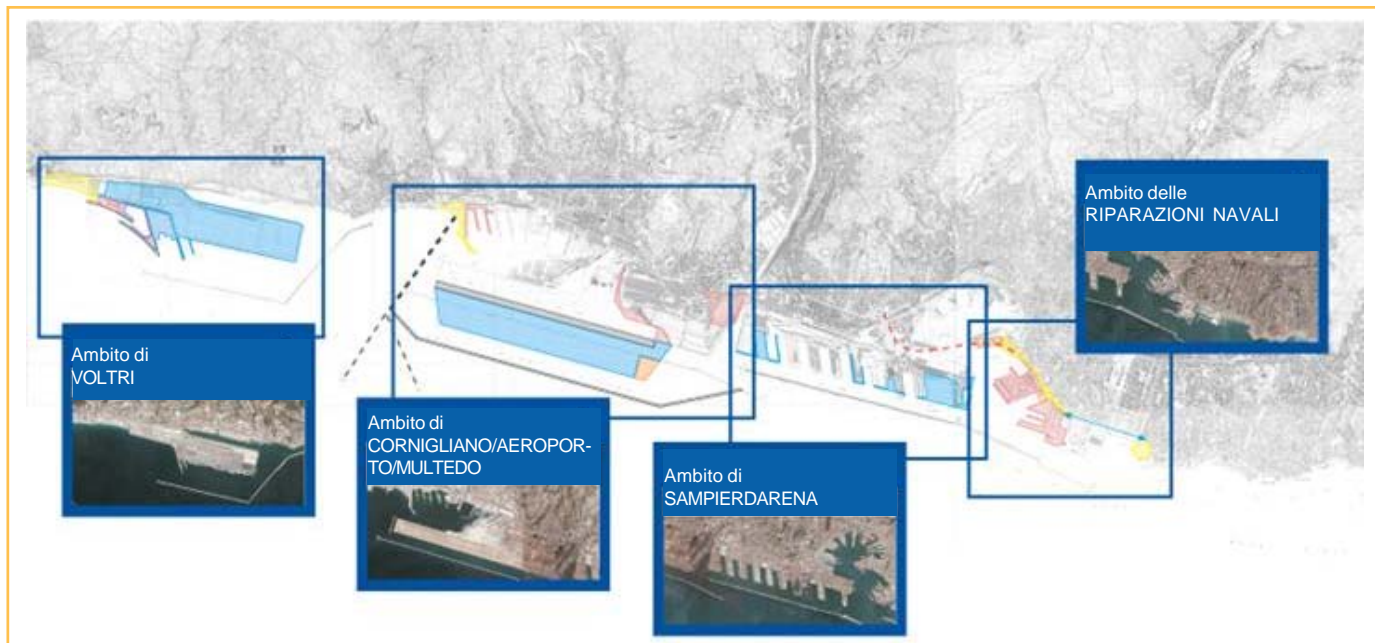 Ambito di
VOLTRI
Ambito di
CORNIGLIANO/AEROPOR-
TO/MULTEDO
Ambito di
SAMPIERDARENA
Ambito delle
RIPARAZIONI NAVALI